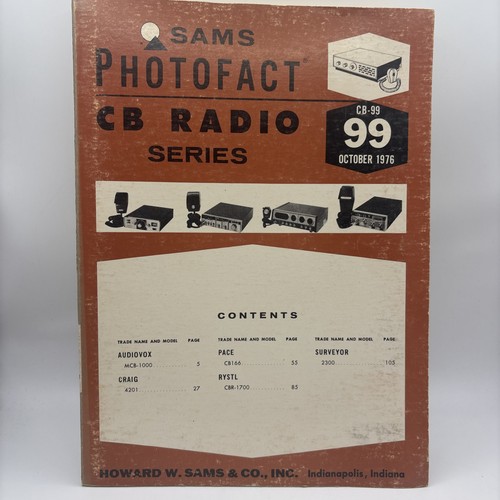 SAMS
PHOTOFACT
CB RADIO
SERIES
CB-99
99
OCTOBER 1976
CONTENTS
TRADE NAME AND MODEL PAGE
AUDIOVOX
MCB-1000 5
CRAIG
4201 27
TRADE NAME AND MODEL PAGE
PACE
CB166 55
RYSTL
CBR-1700 83
TRADE NAME AND MODEL PAGE
SURVEYOR
2300 105
HOWARD W. SAMS & CO., INC. Indianapolis, Indiana